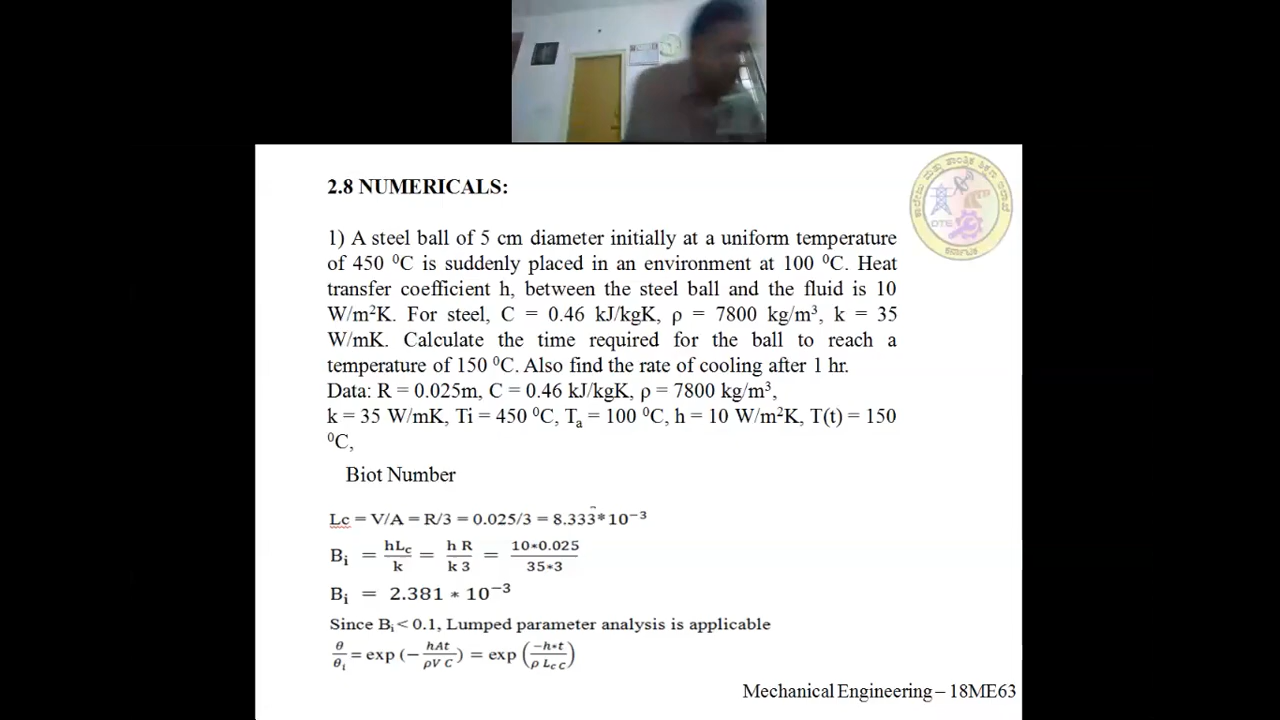 2.8 NUMERICALS:
1) A steel ball of 5 cm diameter initially at a uniform temperature
of 450 ⁰C is suddenly placed in an environment at 100 ⁰C. Heat
transfer coefficient h, between the steel ball and the fluid is 10
W/m²K. For steel, C = 0.46 kJ/kgK, ρ = 7800 kg/m³, k = 35
W/mK. Calculate the time required for the ball to reach a
temperature of 150 ⁰C. Also find the rate of cooling after 1 hr.
Data: R = 0.025m, C = 0.46 kJ/kgK, ρ = 7800 kg/m³,
k = 35 W/mK, Ti = 450 ⁰C, Tₐ = 100 ⁰C, h = 10 W/m²K, T(t) = 150
⁰C,
Biot Number
Lc = V/A = R/3 = 0.025/3 = 8.333*10⁻³
Bᵢ = hLc/k = h R/k 3 = 10*0.025/35*3
Bᵢ = 2.381 * 10⁻³
Since Bᵢ < 0.1, Lumped parameter analysis is applicable
θ/θᵢ = exp (− hAt/ρV C) = exp (−h*t/ρ Lc C)
DTE
Mechanical Engineering – 18ME63